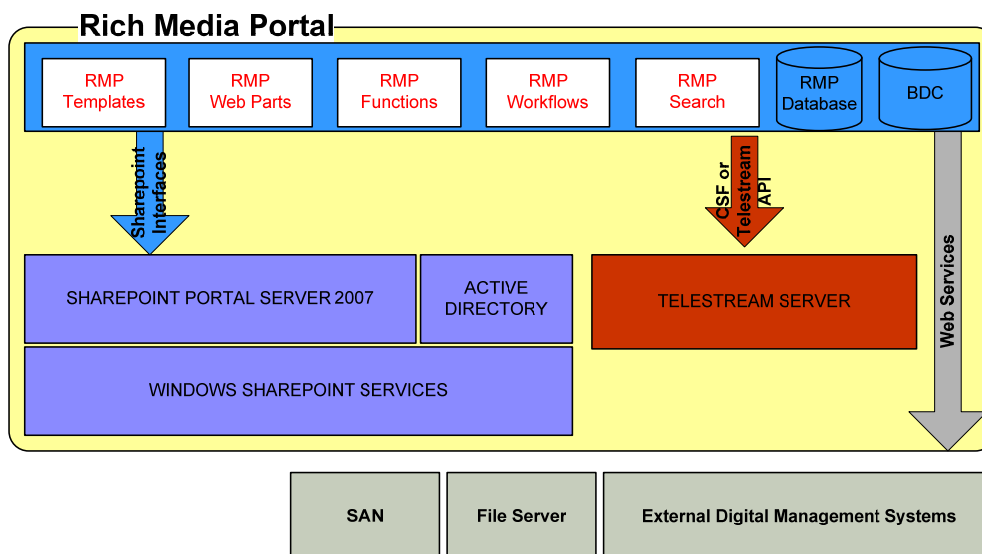 Rich Media Portal
RMP
Templates
RMP
Web Parts
RMP
Functions
RMP
Workflows
RMP
Search
RMP
Database
BDC
Sharepoint
Interfaces
CSF or
Telestream
API
Web Services
SHAREPOINT PORTAL SERVER 2007
ACTIVE
DIRECTORY
TELESTREAM SERVER
WINDOWS SHAREPOINT SERVICES
SAN
File Server
External Digital Management Systems